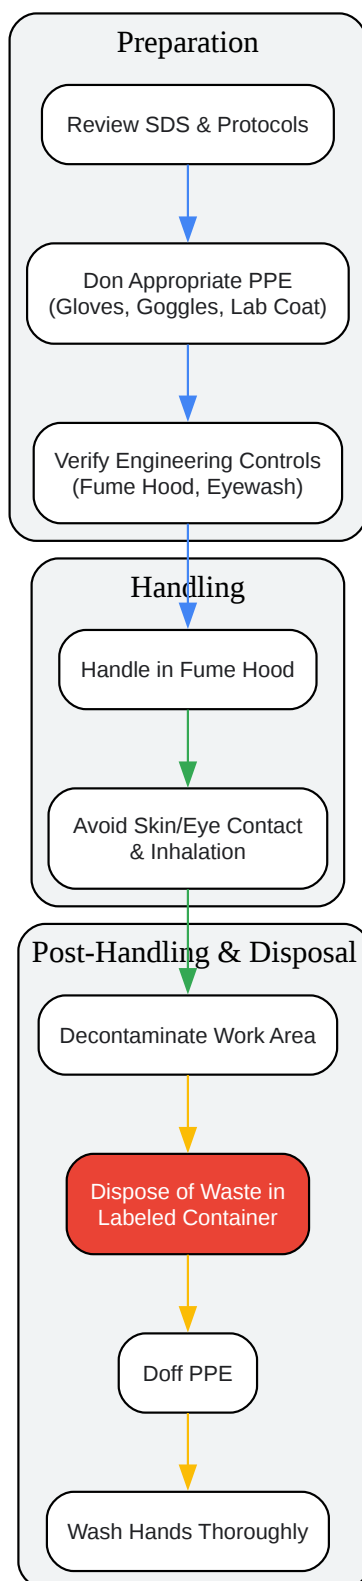 Preparation
Review SDS & Protocols
Don Appropriate PPE
(Gloves, Goggles, Lab Coat)
Verify Engineering Controls
(Fume Hood, Eyewash)
Handling
Handle in Fume Hood
Avoid Skin/Eye Contact
& Inhalation
Post-Handling & Disposal
Decontaminate Work Area
Dispose of Waste in
Labeled Container
Doff PPE
Wash Hands Thoroughly